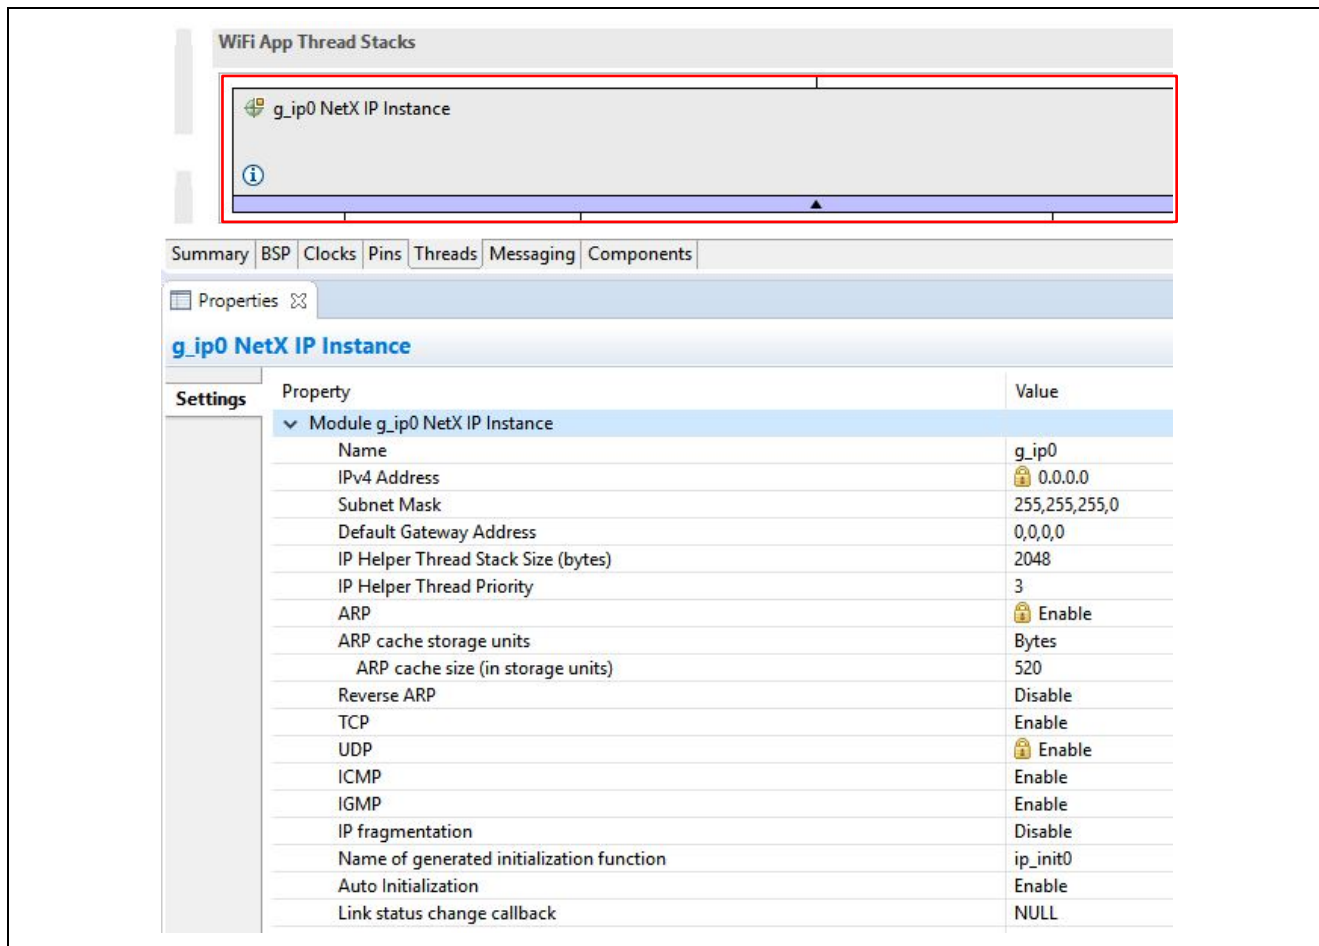 WiFi App Thread Stacks
g_ip0 NetX IP Instance
Summary BSP Clocks Pins Threads Messaging Components
Properties
g_ip0 NetX IP Instance
Settings Property Value
Module g_ip0 NetX IP Instance
Name g_ip0
IPv4 Address 0.0.0.0
Subnet Mask 255,255,255,0
Default Gateway Address 0,0,0,0
IP Helper Thread Stack Size (bytes) 2048
IP Helper Thread Priority 3
ARP Enable
ARP cache storage units Bytes
ARP cache size (in storage units) 520
Reverse ARP Disable
TCP Enable
UDP Enable
ICMP Enable
IGMP Enable
IP fragmentation Disable
Name of generated initialization function ip_init0
Auto Initialization Enable
Link status change callback NULL